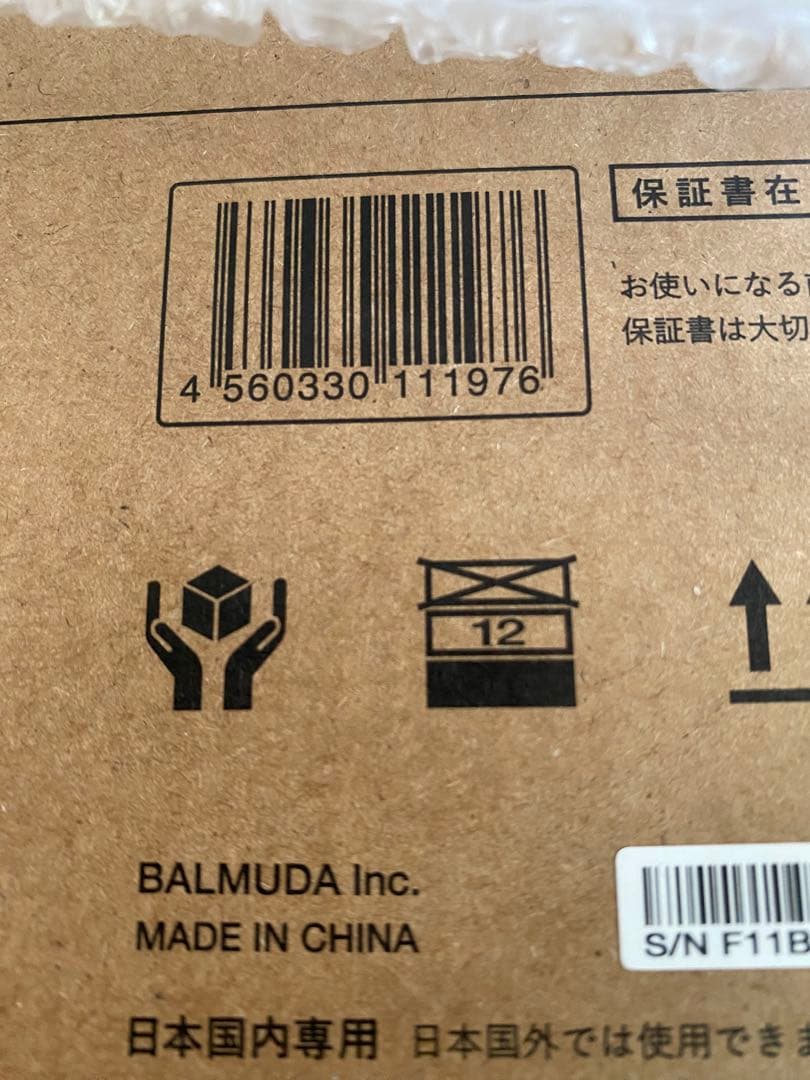 保証書在
お使いになる
保証書は大切
4 560330 111976
12
BALMUDA Inc.
MADE IN CHINA
S/N F11B
日本国内専用 日本国外では使用できま